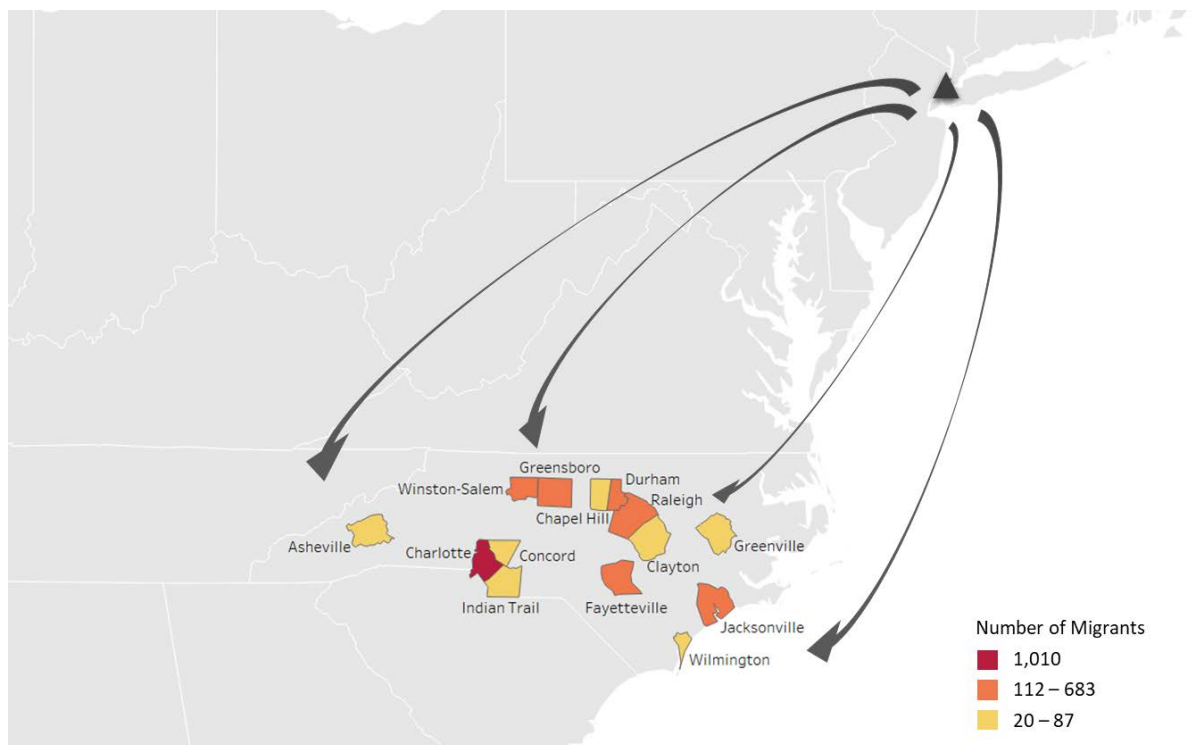 Greensboro
Durham
Winston-Salem
Raleigh
Chapel Hill
Asheville
Charlotte
Concord
Greenville
Clayton
Indian Trail
Fayetteville
Jacksonville
Wilmington
Number of Migrants
1,010
112 – 683
20 – 87